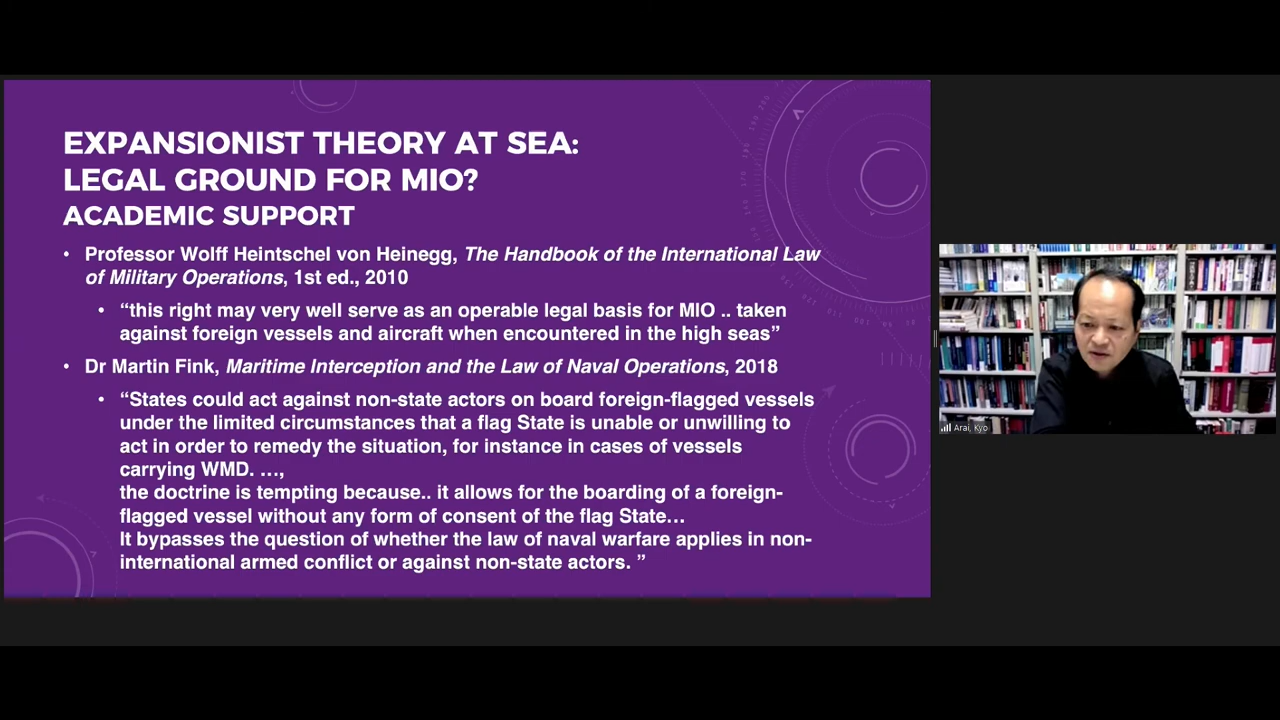 EXPANSIONIST THEORY AT SEA:
LEGAL GROUND FOR MIO?
ACADEMIC SUPPORT
• Professor Wolff Heintschel von Heinegg, The Handbook of the International Law
of Military Operations, 1st ed., 2010
• “this right may very well serve as an operable legal basis for MIO .. taken
against foreign vessels and aircraft when encountered in the high seas”
• Dr Martin Fink, Maritime Interception and the Law of Naval Operations, 2018
• “States could act against non-state actors on board foreign-flagged vessels
under the limited circumstances that a flag State is unable or unwilling to
act in order to remedy the situation, for instance in cases of vessels
carrying WMD. …,
the doctrine is tempting because.. it allows for the boarding of a foreign-
flagged vessel without any form of consent of the flag State…
It bypasses the question of whether the law of naval warfare applies in non-
international armed conflict or against non-state actors. ”
Arai, Kyo